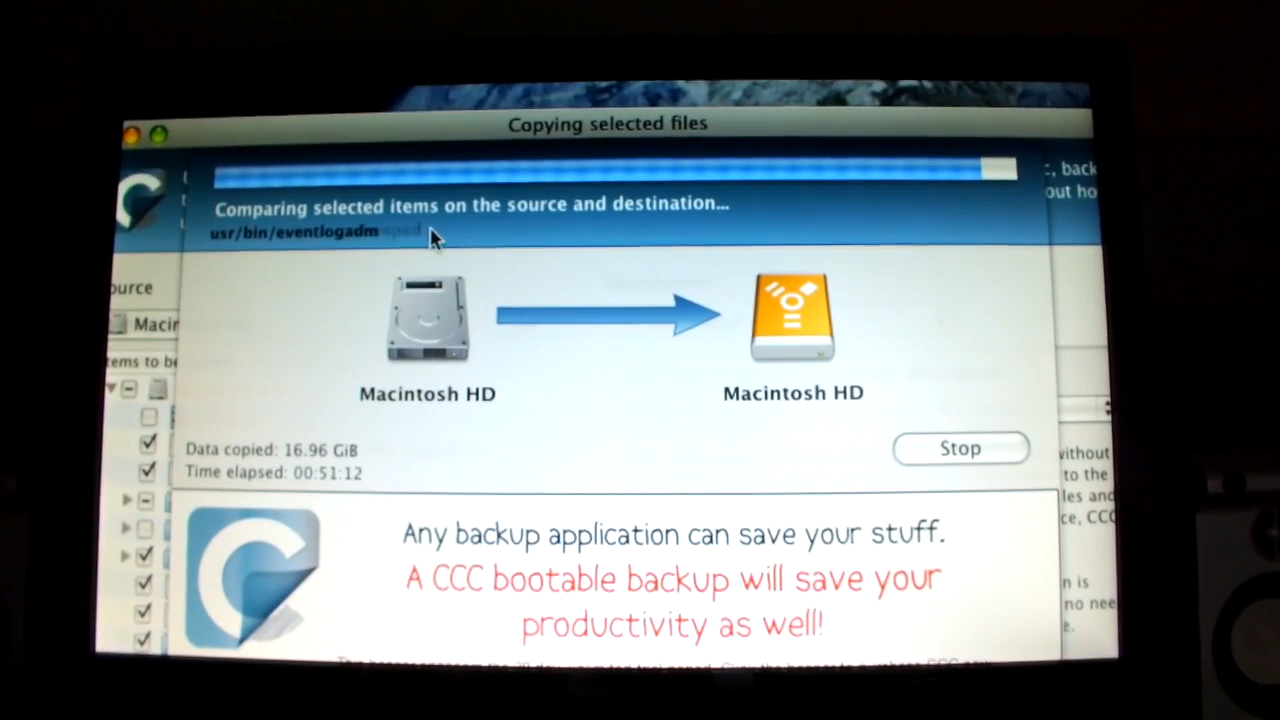 Copying selected files
, back
Comparing selected items on the source and destination...
out ho
usr/bin/eventlogadm
ource
Macin
tems to be
Macintosh HD
Macintosh HD
Data copied: 16.96 GiB
Stop
Time elapsed: 00:51:12
without
to the
les and
ce, CCC
Any backup application can save your stuff.
A CCC bootable backup will save your
n is
no nee
productivity as well!
e.